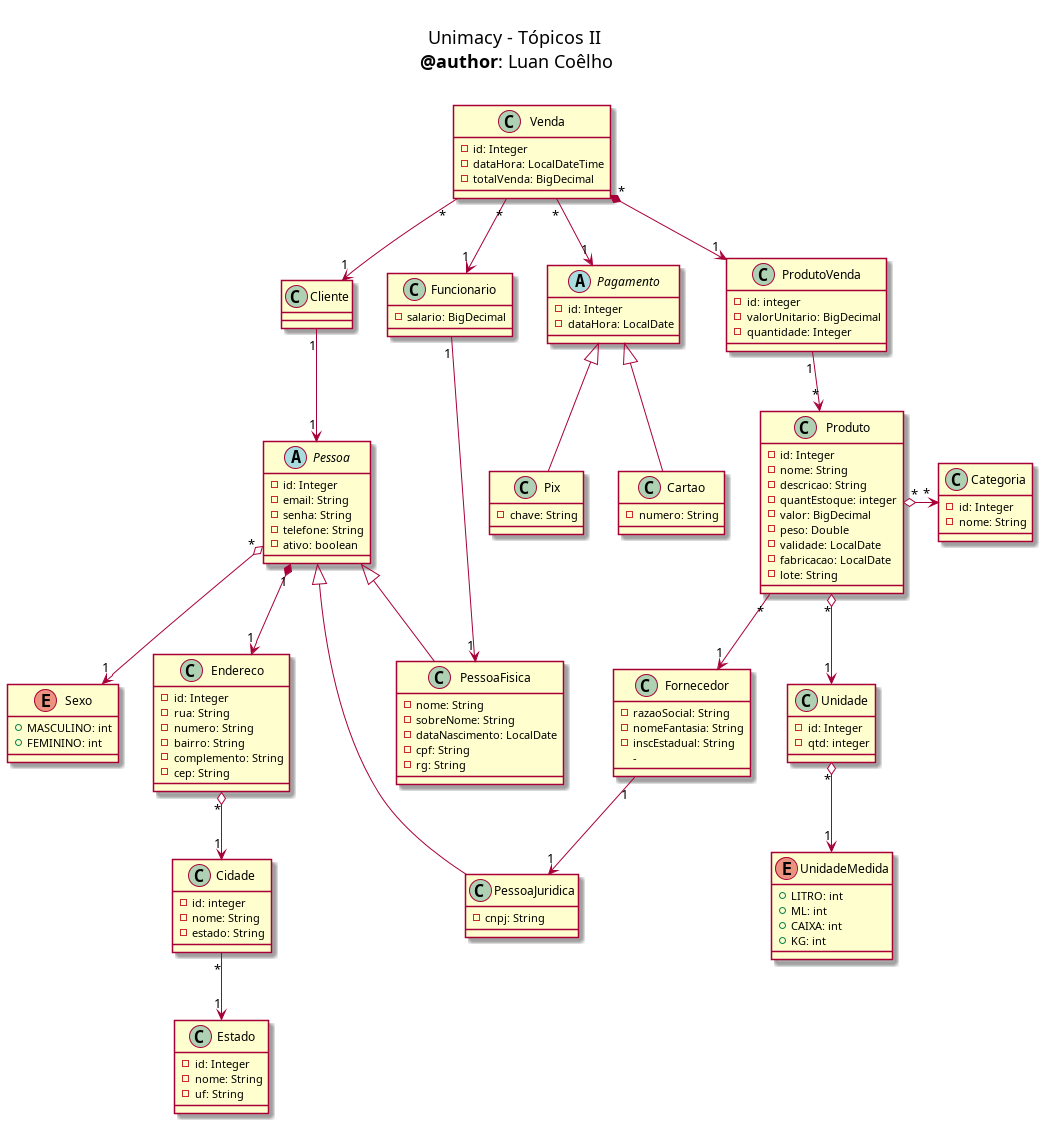 Unimacy - Tópicos II
@author: Luan Coêlho
C Venda
id: Integer
dataHora: LocalDateTime
totalVenda: BigDecimal
* * * *
1 1 1 1
C Cliente
C Funcionario
salario: BigDecimal
A Pagamento
id: Integer
dataHora: LocalDate
C ProdutoVenda
id: integer
valorUnitario: BigDecimal
quantidade: Integer
1 1 1
1 *
A Pessoa
id: Integer
email: String
senha: String
telefone: String
ativo: boolean
C Pix
chave: String
C Cartao
numero: String
C Produto
id: Integer
nome: String
descricao: String
quantEstoque: integer
valor: BigDecimal
peso: Double
validade: LocalDate
fabricacao: LocalDate
lote: String
* *
C Categoria
id: Integer
nome: String
* 1 * *
1 1 1 1 1
E Sexo
MASCULINO: int
FEMININO: int
C Endereco
id: Integer
rua: String
numero: String
bairro: String
complemento: String
cep: String
C PessoaFisica
nome: String
sobreNome: String
dataNascimento: LocalDate
cpf: String
rg: String
C Fornecedor
razaoSocial: String
nomeFantasia: String
inscEstadual: String
-
C Unidade
id: Integer
qtd: integer
* 1 *
1 1 1
C Cidade
id: integer
nome: String
estado: String
C PessoaJuridica
cnpj: String
E UnidadeMedida
LITRO: int
ML: int
CAIXA: int
KG: int
*
1
C Estado
id: Integer
nome: String
uf: String